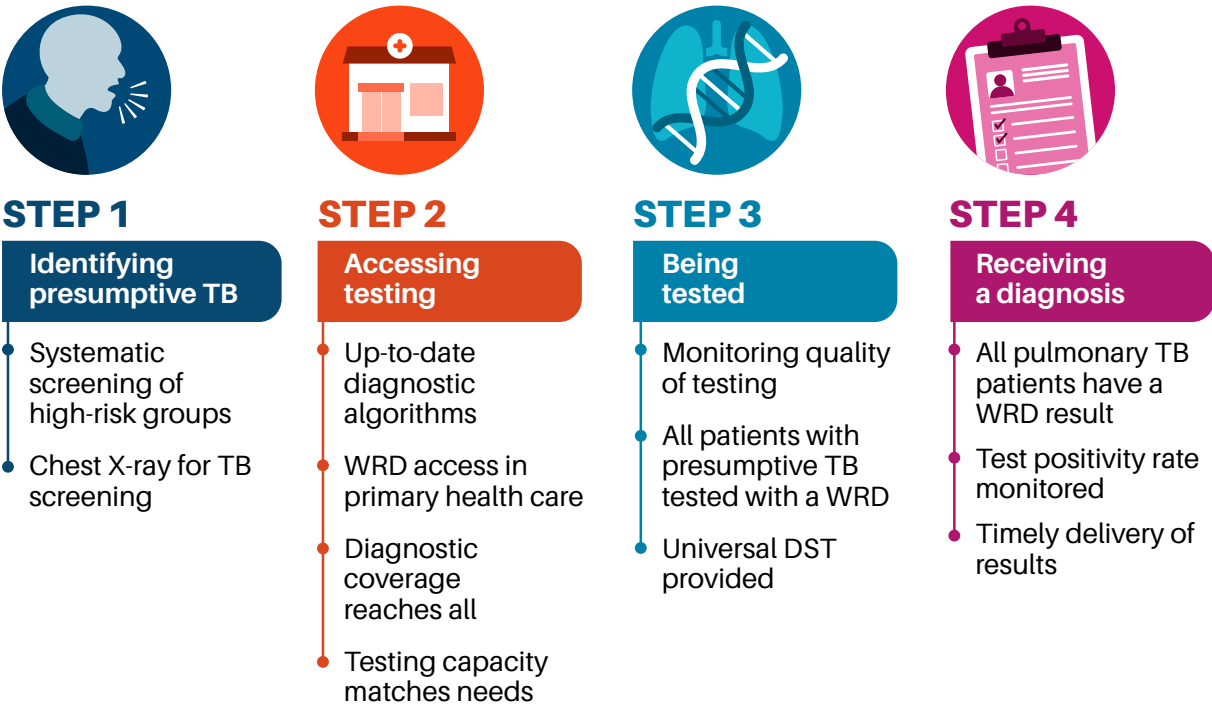 STEP 1
Identifying
presumptive TB
Systematic
screening of
high-risk groups
Chest X-ray for TB
screening
STEP 2
Accessing
testing
Up-to-date
diagnostic
algorithms
WRD access in
primary health care
Diagnostic
coverage
reaches all
Testing capacity
matches needs
STEP 3
Being
tested
Monitoring quality
of testing
All patients with
presumptive TB
tested with a WRD
Universal DST
provided
STEP 4
Receiving
a diagnosis
All pulmonary TB
patients have a
WRD result
Test positivity rate
monitored
Timely delivery of
results